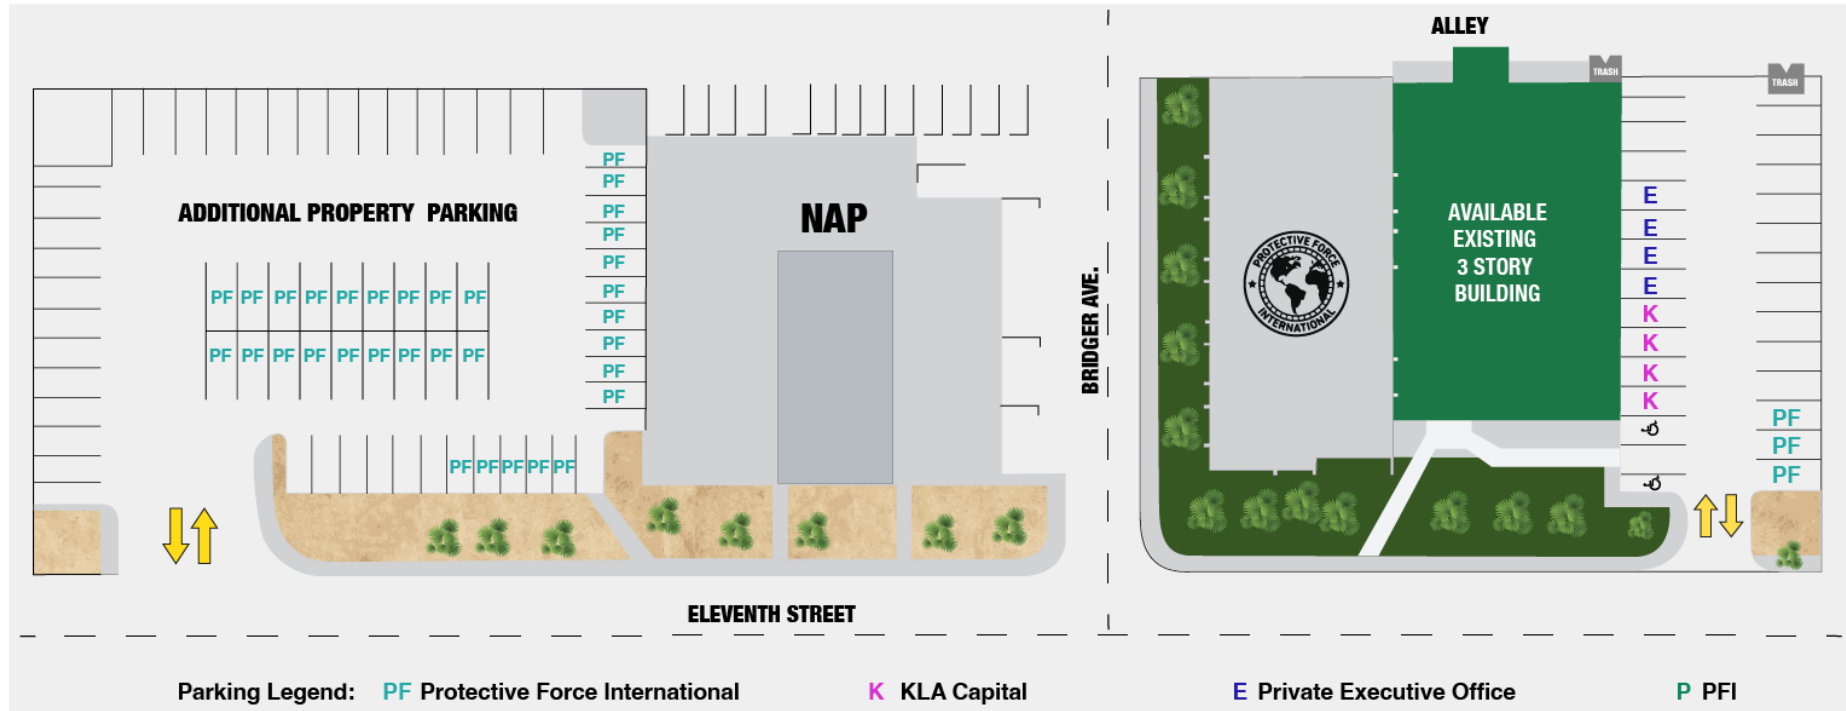 ALLEY
TRASH
TRASH
PF
PF
PF
PF
PF
PF
PF
PF
PF
PF
ADDITIONAL PROPERTY PARKING
PF PF PF PF PF PF PF PF PF
PF PF PF PF PF PF PF PF PF
PF PF PF PF PF
NAP
BRIDGER AVE.
PROTECTIVE FORCE
INTERNATIONAL
AVAILABLE
EXISTING
3 STORY
BUILDING
E
E
E
E
K
K
K
K
PF
PF
PF
ELEVENTH STREET
Parking Legend: PF Protective Force International K KLA Capital E Private Executive Office P PFI